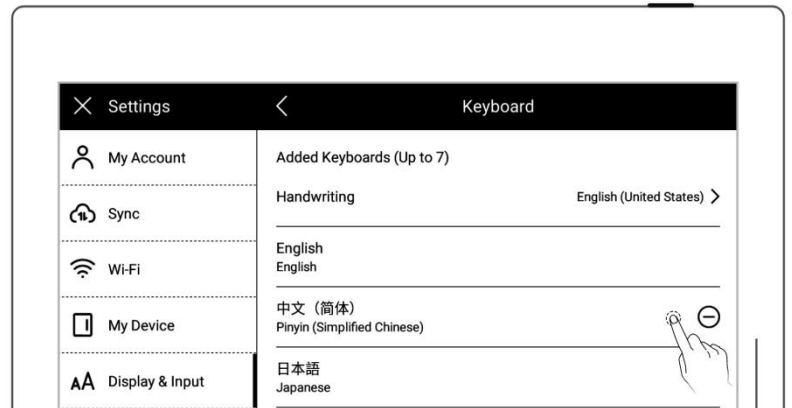 Settings
Keyboard
My Account
Sync
Wi-Fi
My Device
AA Display & Input
Added Keyboards (Up to 7)
Handwriting English (United States)
English
English
中文（简体）
Pinyin (Simplified Chinese)
日本語
Japanese